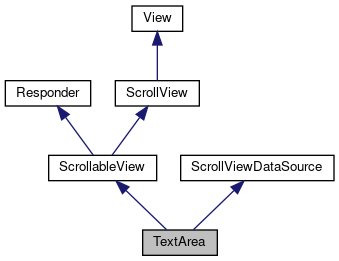 View
Responder
ScrollView
ScrollableView
ScrollViewDataSource
TextArea